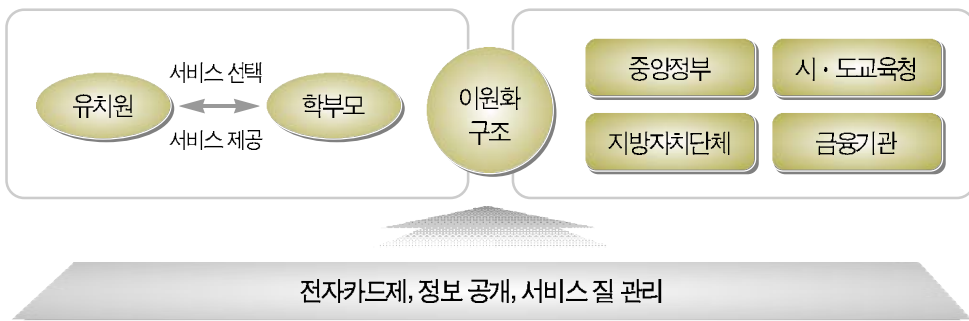 서비스 선택
유치원
학부모
서비스 제공
이원화
구조
중앙정부
시·도교육청
지방자치단체
금융기관
전자카드제, 정보 공개, 서비스 질 관리